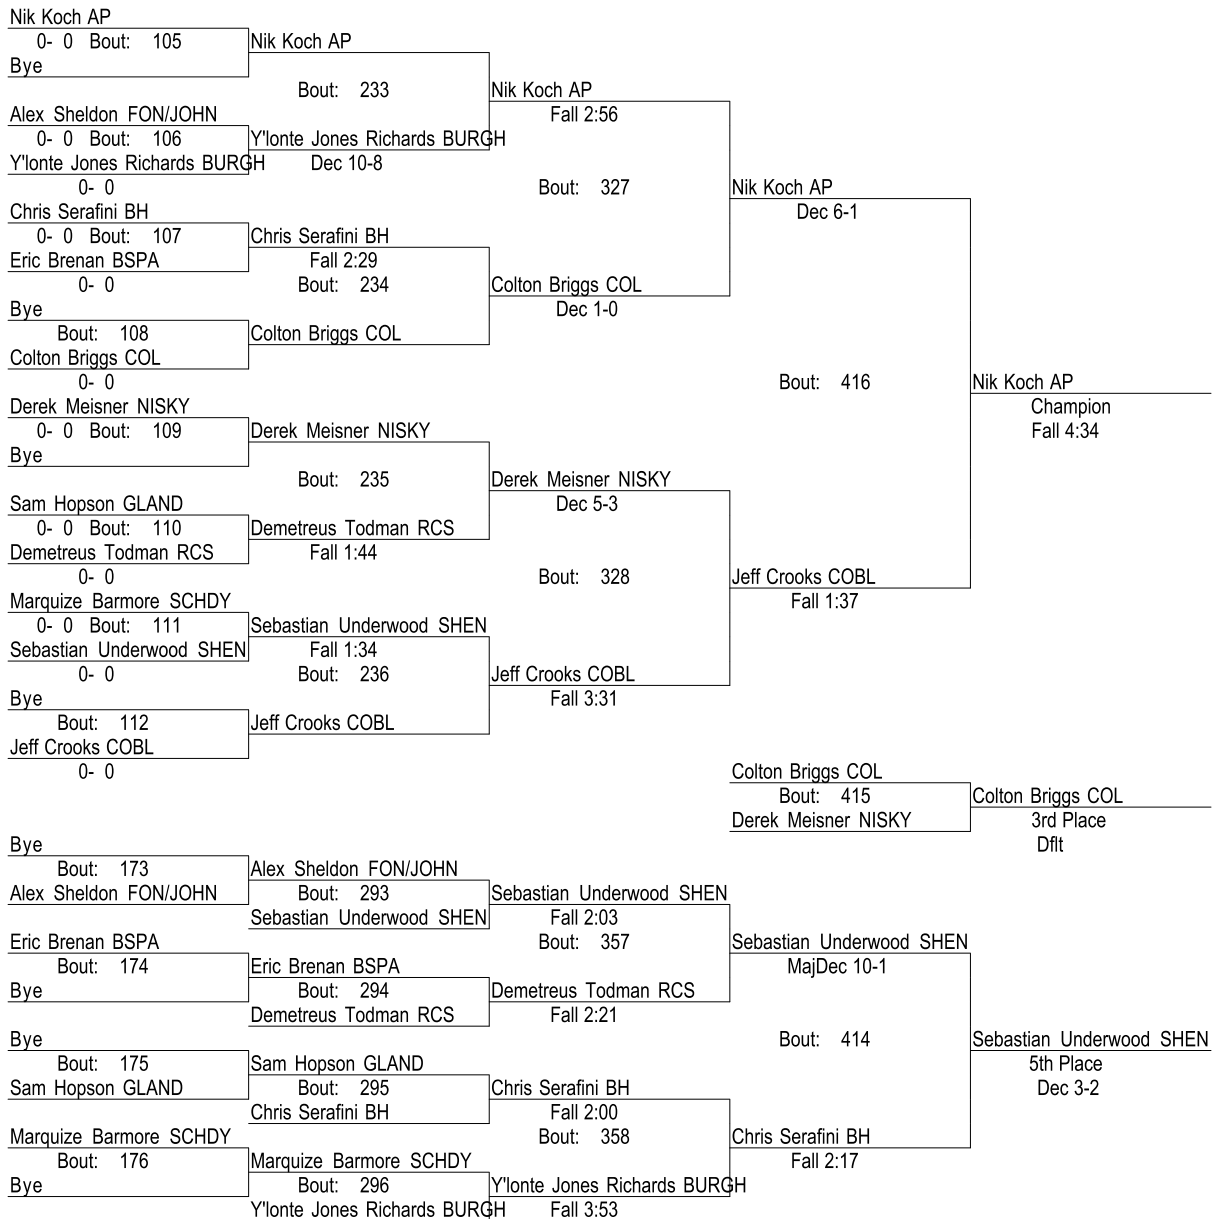 Nik Koch AP
0- 0 Bout: 105 Nik Koch AP
Bye
Bout: 233 Nik Koch AP
Alex Sheldon FON/JOHN Fall 2:56
0- 0 Bout: 106 Y'lonte Jones Richards BURGH
Y'lonte Jones Richards BURGH Dec 10-8
0- 0 Bout: 327 Nik Koch AP
Chris Serafini BH Dec 6-1
0- 0 Bout: 107 Chris Serafini BH
Eric Brenan BSPA Fall 2:29
0- 0 Bout: 234 Colton Briggs COL
Bye Dec 1-0
Bout: 108 Colton Briggs COL
Colton Briggs COL
0- 0 Bout: 416 Nik Koch AP
Derek Meisner NISKY Champion
0- 0 Bout: 109 Derek Meisner NISKY Fall 4:34
Bye
Bout: 235 Derek Meisner NISKY
Sam Hopson GLAND Dec 5-3
0- 0 Bout: 110 Demetreus Todman RCS
Demetreus Todman RCS Fall 1:44
0- 0 Bout: 328 Jeff Crooks COBL
Marquize Barmore SCHDY Fall 1:37
0- 0 Bout: 111 Sebastian Underwood SHEN
Sebastian Underwood SHEN Fall 1:34
0- 0 Bout: 236 Jeff Crooks COBL
Bye Fall 3:31
Bout: 112 Jeff Crooks COBL
Jeff Crooks COBL
0- 0 Colton Briggs COL
Bout: 415 Colton Briggs COL
Derek Meisner NISKY 3rd Place
Bye Dflt
Bout: 173 Alex Sheldon FON/JOHN
Alex Sheldon FON/JOHN Bout: 293 Sebastian Underwood SHEN
Sebastian Underwood SHEN Fall 2:03
Eric Brenan BSPA Bout: 357 Sebastian Underwood SHEN
Bout: 174 Eric Brenan BSPA MajDec 10-1
Bye Bout: 294 Demetreus Todman RCS
Demetreus Todman RCS Fall 2:21
Bye Bout: 414 Sebastian Underwood SHEN
Bout: 175 Sam Hopson GLAND 5th Place
Sam Hopson GLAND Bout: 295 Chris Serafini BH Dec 3-2
Chris Serafini BH Fall 2:00
Marquize Barmore SCHDY Bout: 358 Chris Serafini BH
Bout: 176 Marquize Barmore SCHDY Fall 2:17
Bye Bout: 296 Y'lonte Jones Richards BURGH
Y'lonte Jones Richards BURGH Fall 3:53